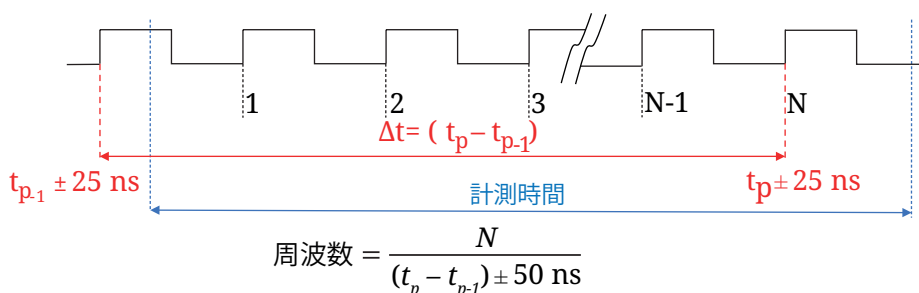 1 2 3 N-1 N
Δt= ( tp – tp-1)
tp-1 ± 25 ns tp ± 25 ns
計測時間
周波数 = N / (tp – tp-1) ± 50 ns